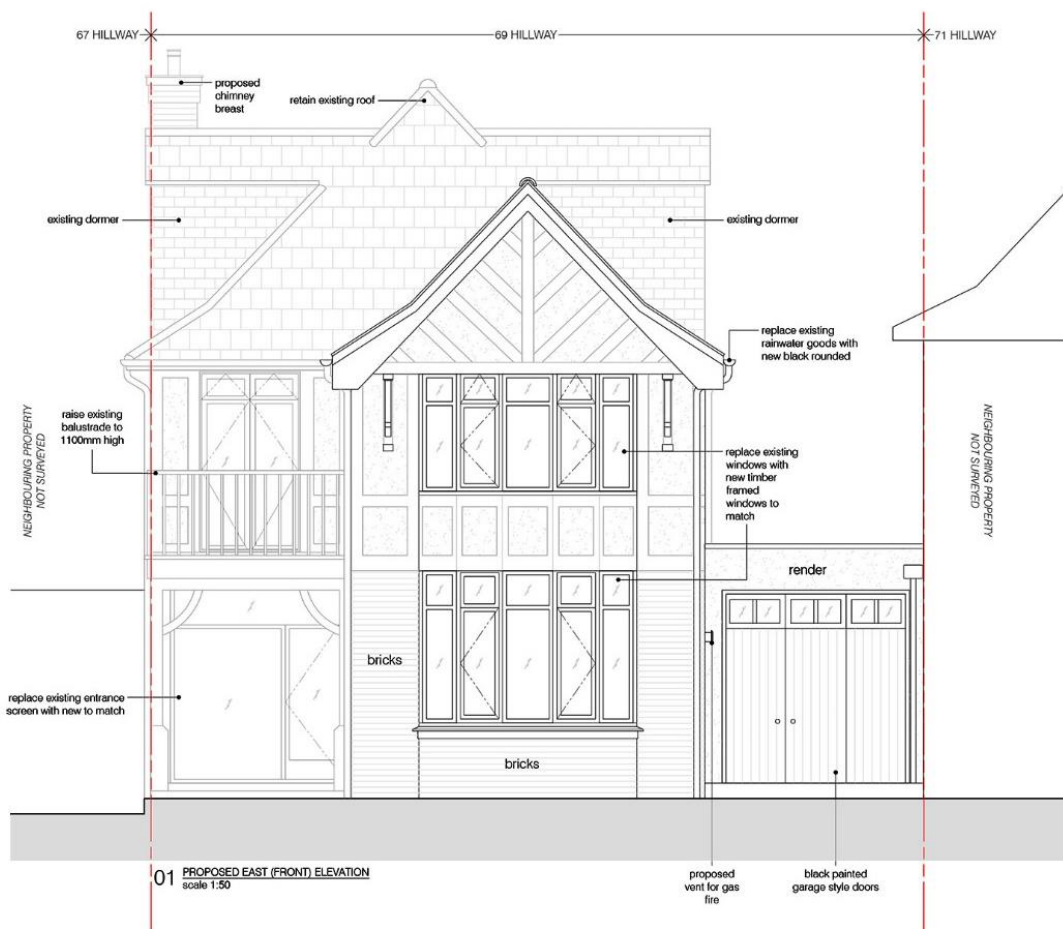 67 HILLWAY
69 HILLWAY
71 HILLWAY
proposed
chimney
breast
retain existing roof
existing dormer
existing dormer
replace existing
rainwater goods with
new black rounded
raise existing
balustrade to
1100mm high
NEIGHBOURING PROPERTY
NOT SURVEYED
replace existing
windows with
new timber
framed
windows to
match
NEIGHBOURING PROPERTY
NOT SURVEYED
render
bricks
replace existing entrance
screen with new to match
bricks
01 PROPOSED EAST (FRONT) ELEVATION
scale 1:50
proposed
vent for gas
fire
black painted
garage style doors